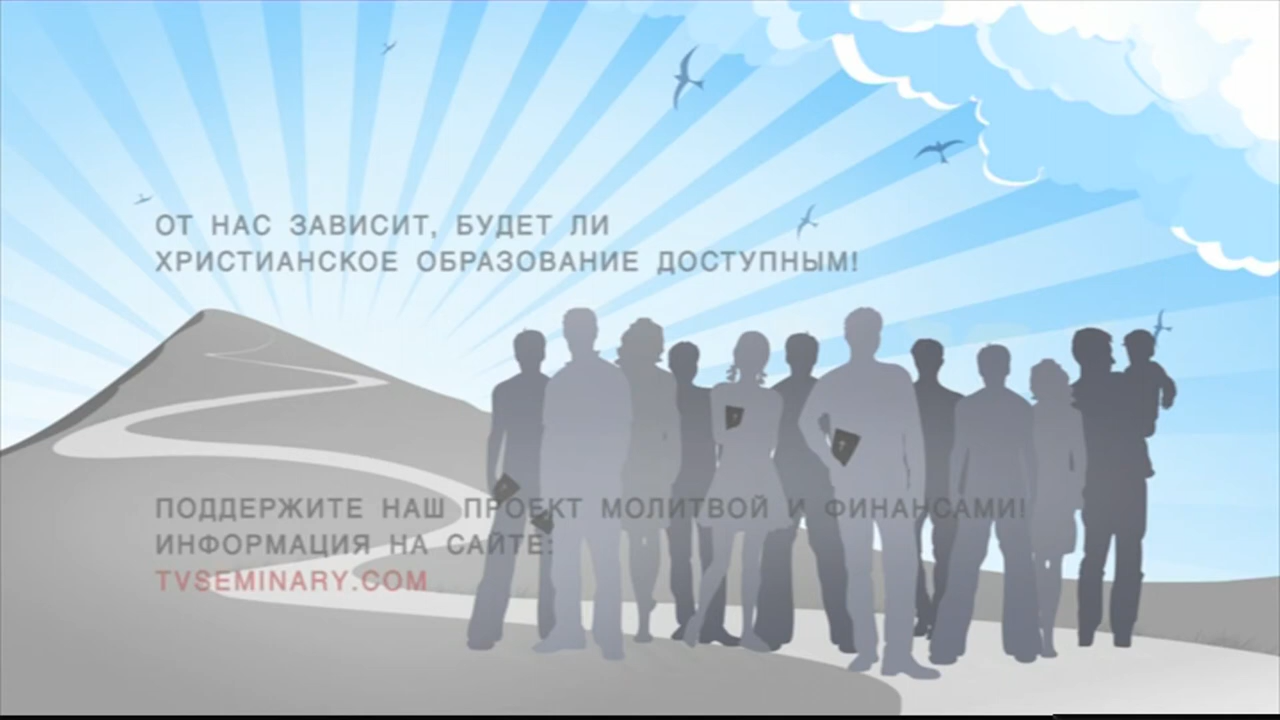 ОТ НАС ЗАВИСИТ, БУДЕТ ЛИ
ХРИСТИАНСКОЕ ОБРАЗОВАНИЕ ДОСТУПНЫМ!
ПОДДЕРЖИТЕ НАШ ПРОЕКТ МОЛИТВОЙ И ФИНАНСАМИ!
ИНФОРМАЦИЯ НА САЙТЕ:
TVSEMINARY.COM